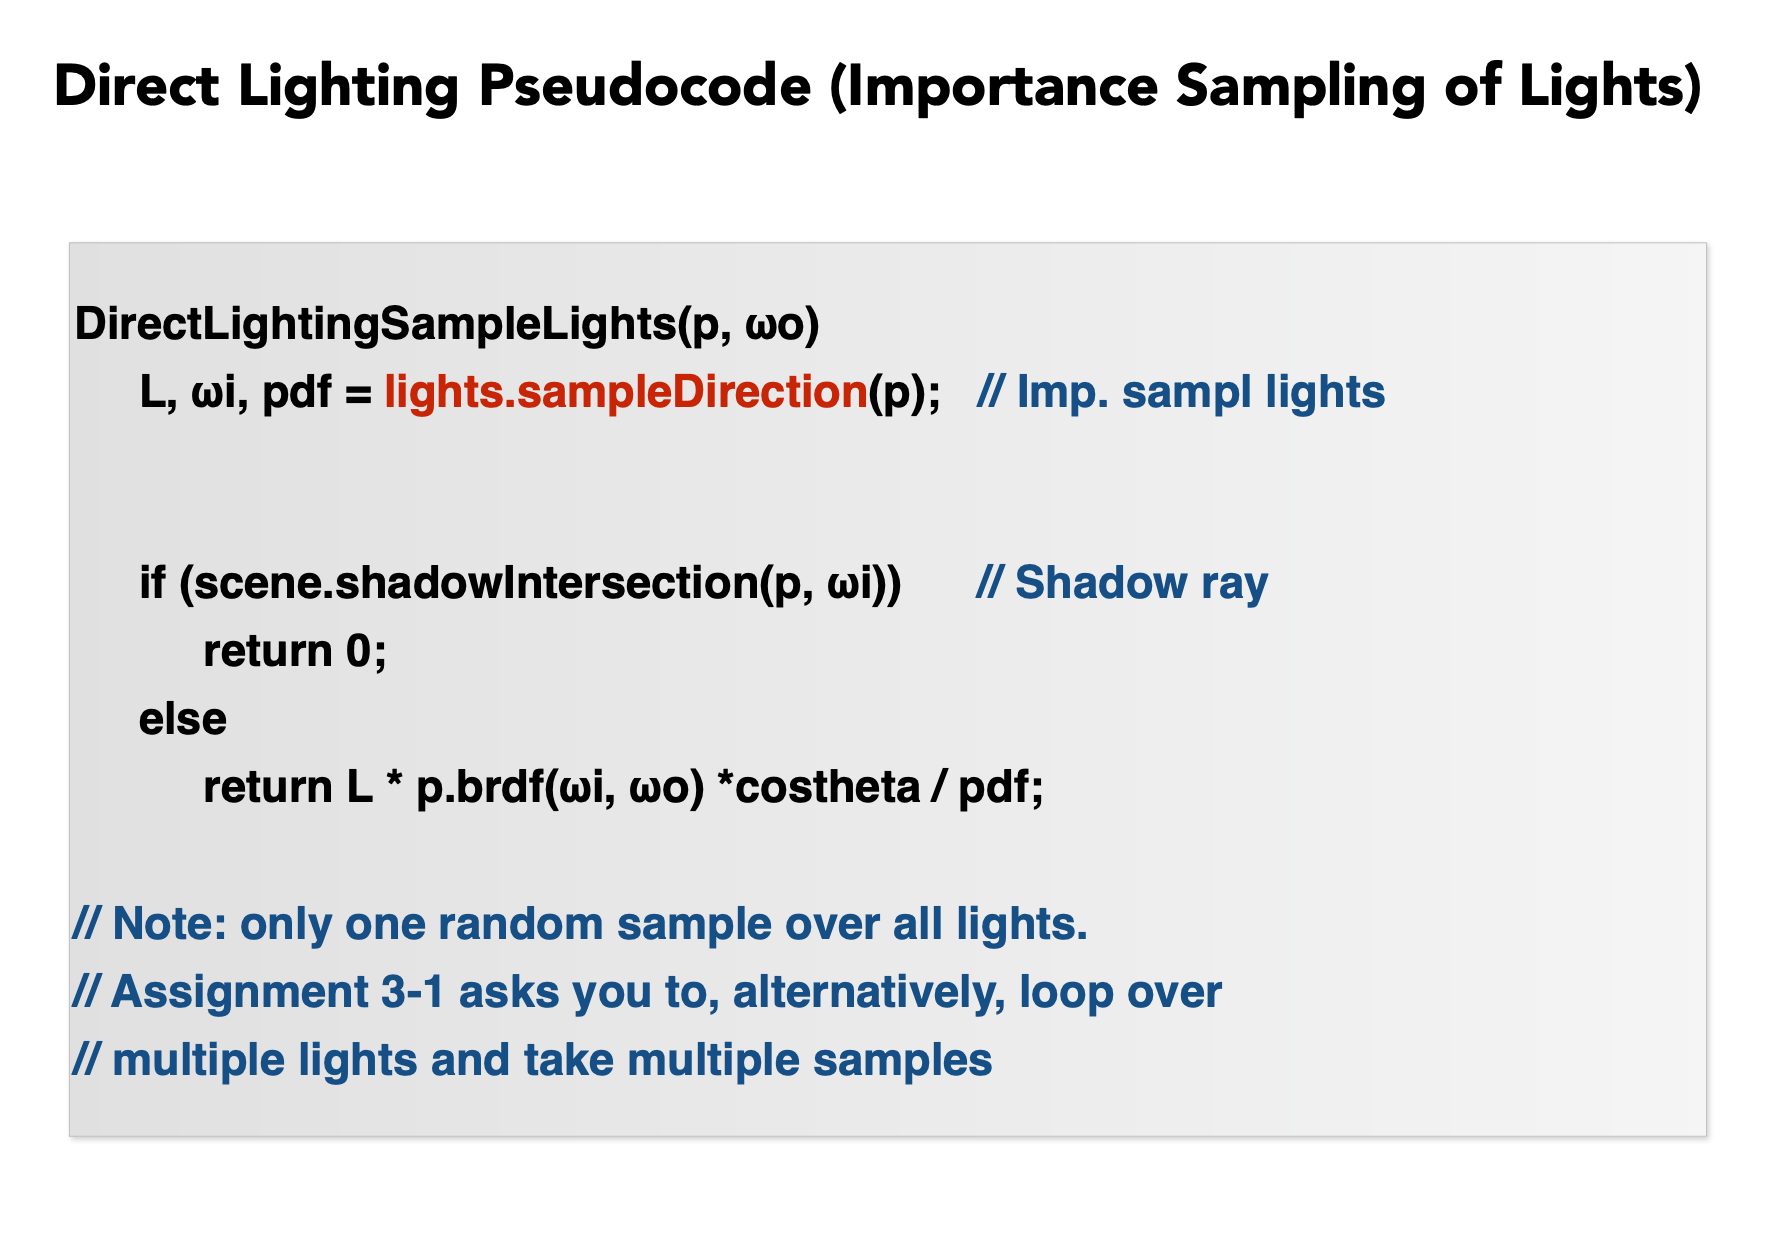 Direct Lighting Pseudocode (Importance Sampling of Lights)
DirectLightingSampleLights(p, ωo)
L, ωi, pdf = lights.sampleDirection(p); // Imp. sampl lights
if (scene.shadowIntersection(p, ωi)) // Shadow ray
return 0;
else
return L * p.brdf(ωi, ωo) *costheta / pdf;
// Note: only one random sample over all lights.
// Assignment 3-1 asks you to, alternatively, loop over
// multiple lights and take multiple samples